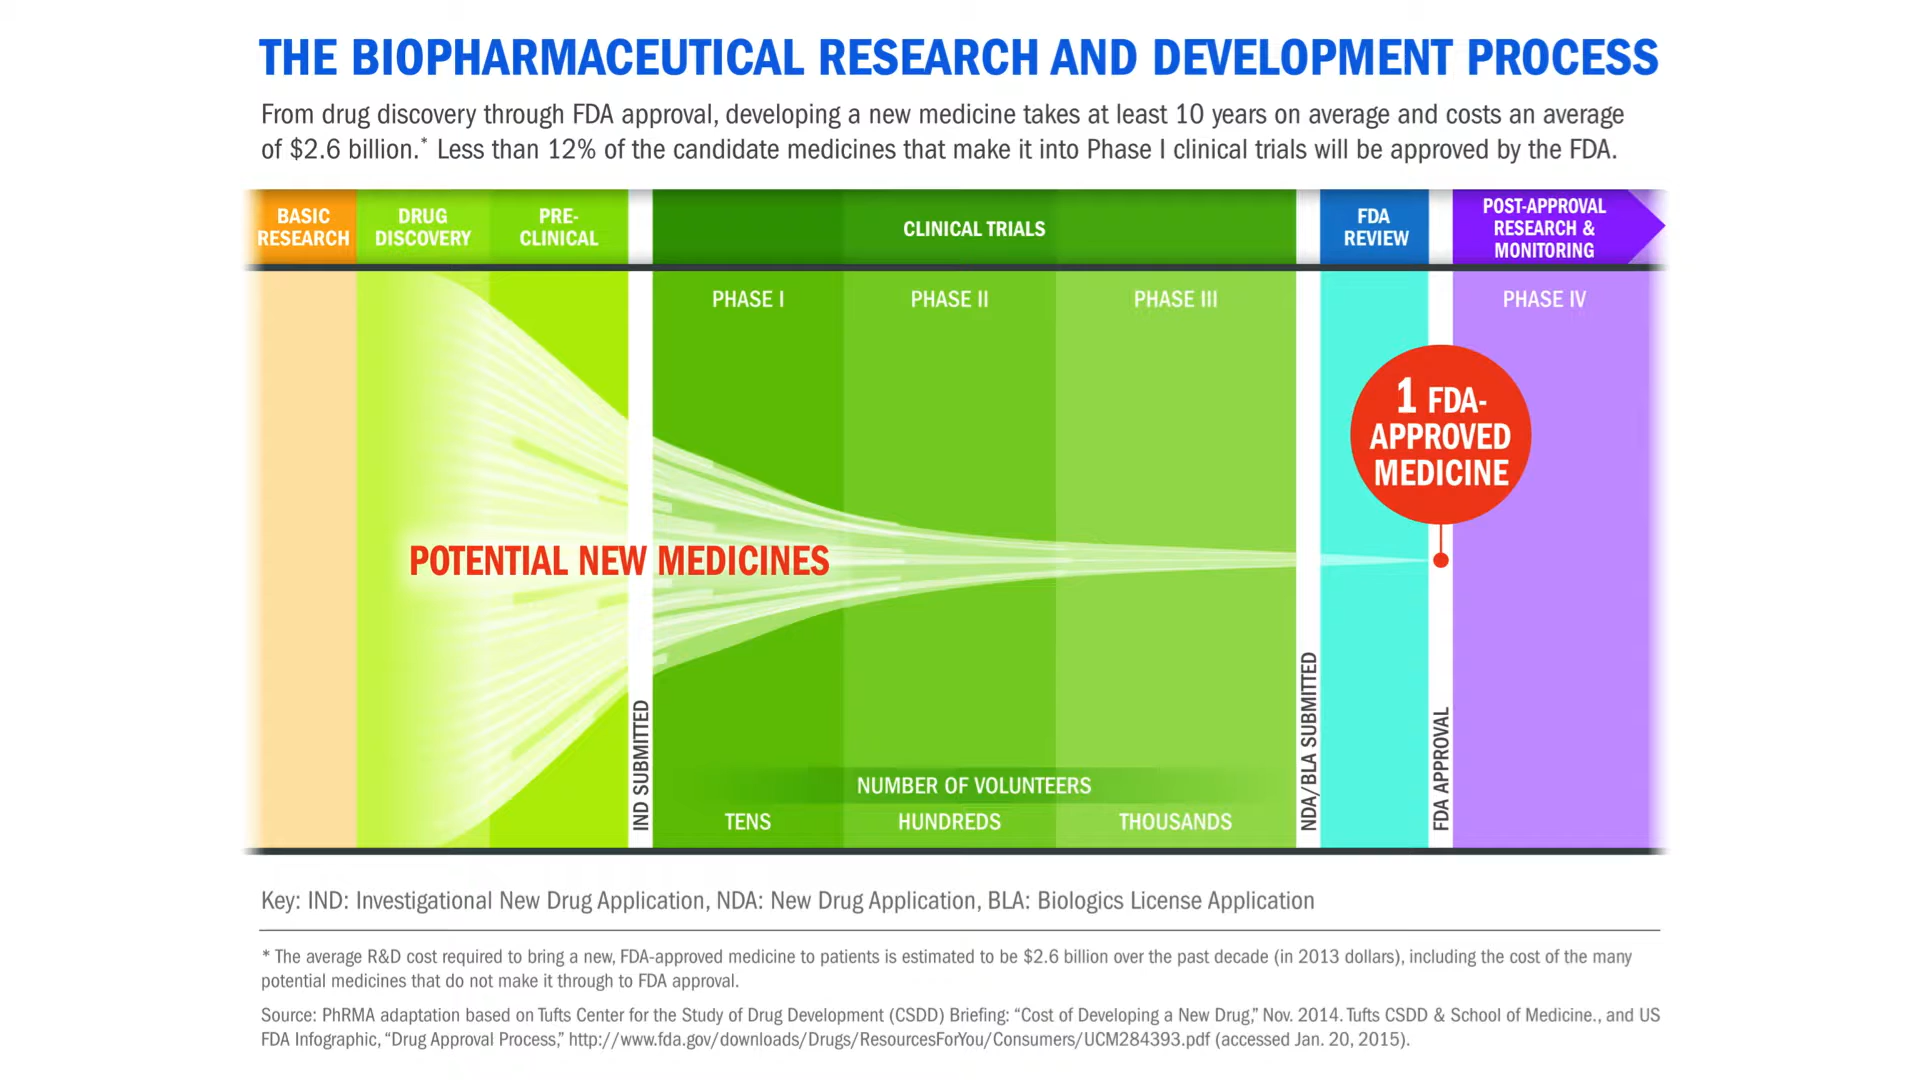 THE BIOPHARMACEUTICAL RESEARCH AND DEVELOPMENT PROCESS
From drug discovery through FDA approval, developing a new medicine takes at least 10 years on average and costs an average
of $2.6 billion.* Less than 12% of the candidate medicines that make it into Phase I clinical trials will be approved by the FDA.
BASIC
RESEARCH
DRUG
DISCOVERY
PRE-
CLINICAL
CLINICAL TRIALS
FDA
REVIEW
POST-APPROVAL
RESEARCH &
MONITORING
PHASE I
PHASE II
PHASE III
PHASE IV
1 FDA-
APPROVED
MEDICINE
POTENTIAL NEW MEDICINES
IND SUBMITTED
NDA/BLA SUBMITTED
FDA APPROVAL
NUMBER OF VOLUNTEERS
TENS
HUNDREDS
THOUSANDS
Key: IND: Investigational New Drug Application, NDA: New Drug Application, BLA: Biologics License Application
* The average R&D cost required to bring a new, FDA-approved medicine to patients is estimated to be $2.6 billion over the past decade (in 2013 dollars), including the cost of the many
potential medicines that do not make it through to FDA approval.
Source: PhRMA adaptation based on Tufts Center for the Study of Drug Development (CSDD) Briefing: “Cost of Developing a New Drug,” Nov. 2014. Tufts CSDD & School of Medicine., and US
FDA Infographic, “Drug Approval Process,” http://www.fda.gov/downloads/Drugs/ResourcesForYou/Consumers/UCM284393.pdf (accessed Jan. 20, 2015).